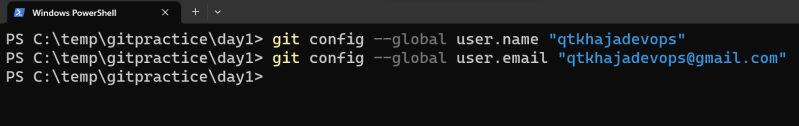 Windows PowerShell
PS C:\temp\gitpractice\day1> git config --global user.name "qtkhajadevops"
PS C:\temp\gitpractice\day1> git config --global user.email "qtkhajadevops@gmail.com"
PS C:\temp\gitpractice\day1>